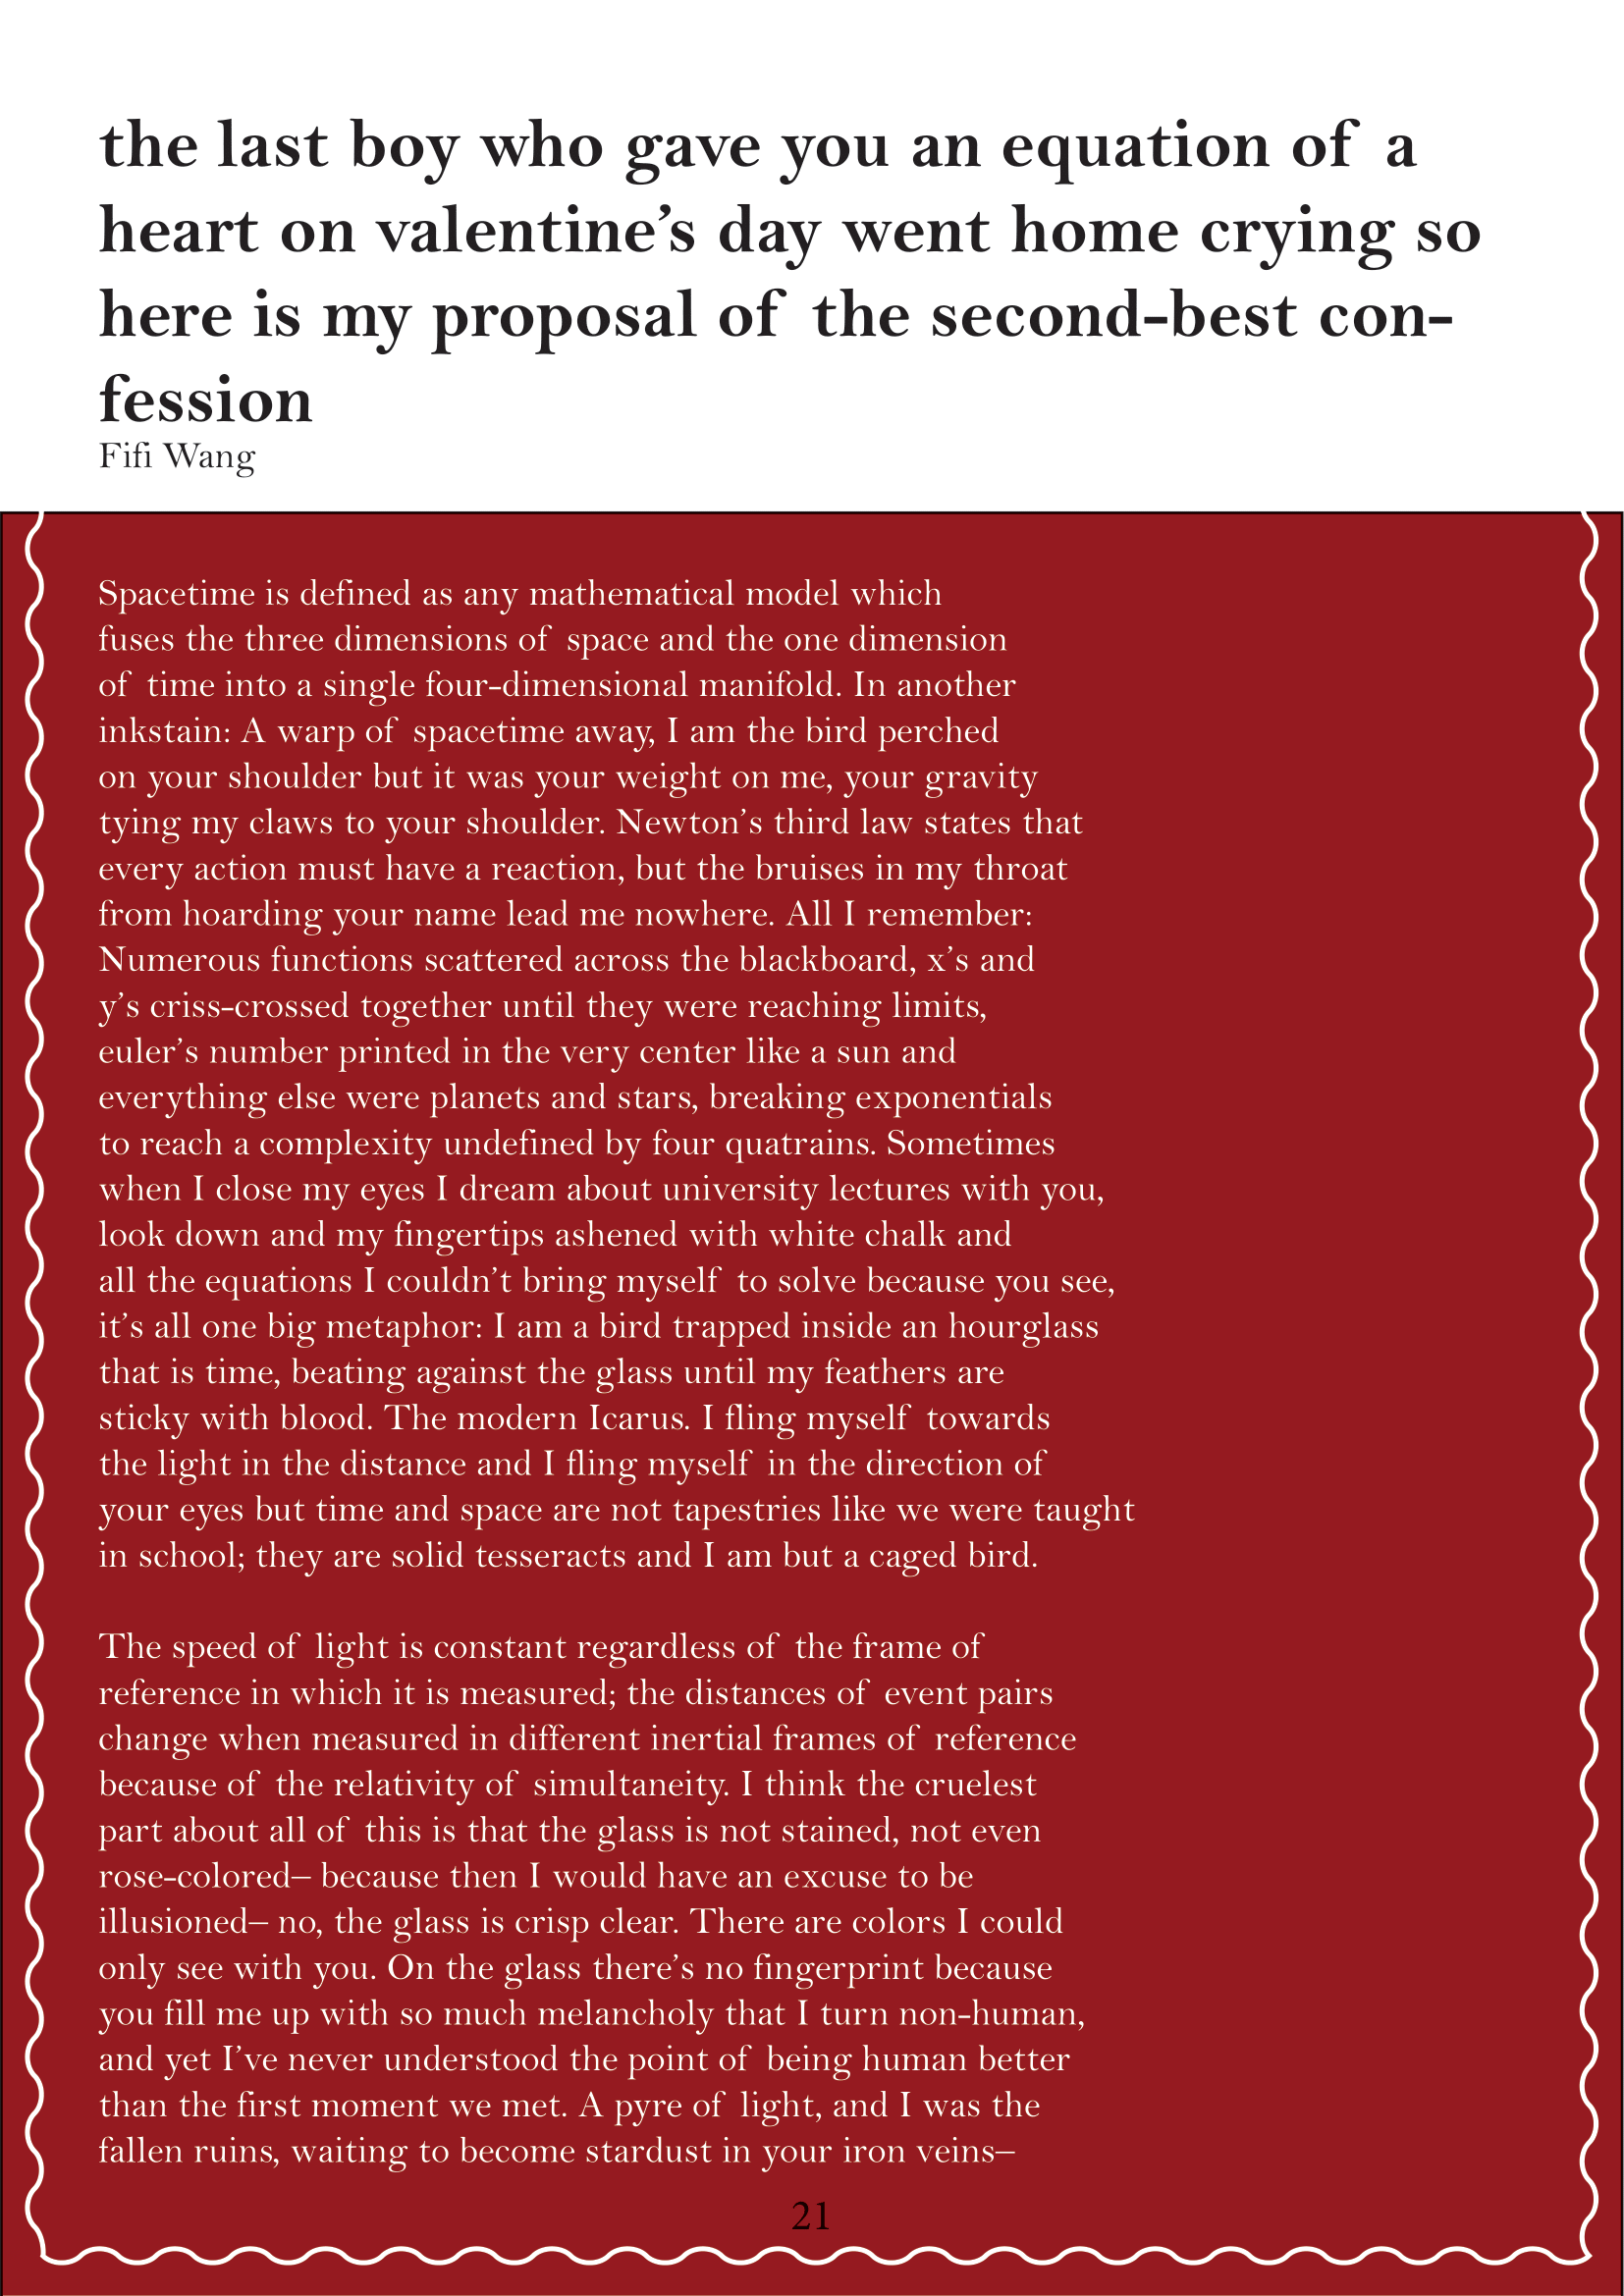 the last boy who gave you an equation of a
heart on valentine’s day went home crying so
here is my proposal of the second-best con-
fession
Fifi Wang
Spacetime is defined as any mathematical model which
fuses the three dimensions of space and the one dimension
of time into a single four-dimensional manifold. In another
inkstain: A warp of spacetime away, I am the bird perched
on your shoulder but it was your weight on me, your gravity
tying my claws to your shoulder. Newton’s third law states that
every action must have a reaction, but the bruises in my throat
from hoarding your name lead me nowhere. All I remember:
Numerous functions scattered across the blackboard, x’s and
y’s criss-crossed together until they were reaching limits,
euler’s number printed in the very center like a sun and
everything else were planets and stars, breaking exponentials
to reach a complexity undefined by four quatrains. Sometimes
when I close my eyes I dream about university lectures with you,
look down and my fingertips ashened with white chalk and
all the equations I couldn’t bring myself to solve because you see,
it’s all one big metaphor: I am a bird trapped inside an hourglass
that is time, beating against the glass until my feathers are
sticky with blood. The modern Icarus. I fling myself towards
the light in the distance and I fling myself in the direction of
your eyes but time and space are not tapestries like we were taught
in school; they are solid tesseracts and I am but a caged bird.
The speed of light is constant regardless of the frame of
reference in which it is measured; the distances of event pairs
change when measured in different inertial frames of reference
because of the relativity of simultaneity. I think the cruelest
part about all of this is that the glass is not stained, not even
rose-colored– because then I would have an excuse to be
illusioned– no, the glass is crisp clear. There are colors I could
only see with you. On the glass there’s no fingerprint because
you fill me up with so much melancholy that I turn non-human,
and yet I’ve never understood the point of being human better
than the first moment we met. A pyre of light, and I was the
fallen ruins, waiting to become stardust in your iron veins–
21